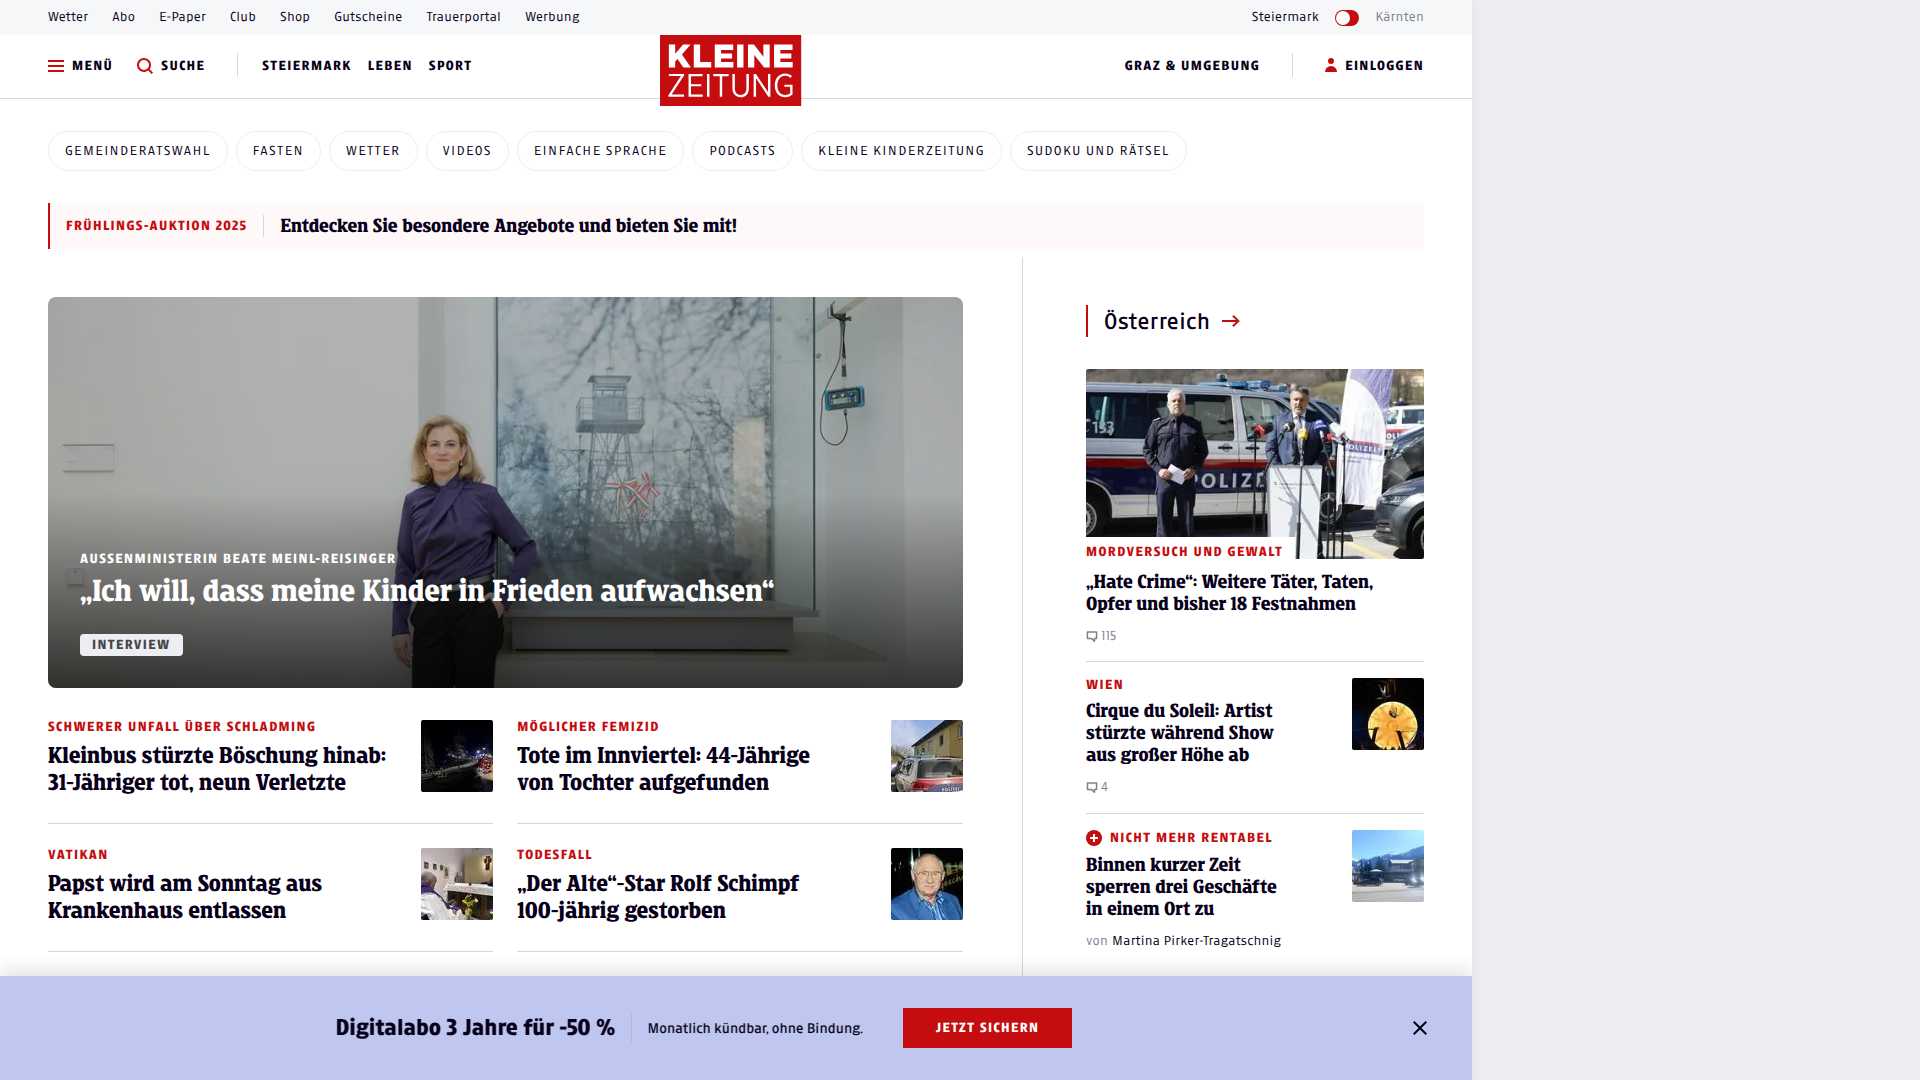 Wetter Abo E-Paper Club Shop Gutscheine Trauerportal Werbung Steiermark Kärnten
MENÜ SUCHE STEIERMARK LEBEN SPORT KLEINE ZEITUNG GRAZ & UMGEBUNG EINLOGGEN
GEMEINDERATSWAHL FASTEN WETTER VIDEOS EINFACHE SPRACHE PODCASTS KLEINE KINDERZEITUNG SUDOKU UND RÄTSEL
FRÜHLINGS-AUKTION 2025 Entdecken Sie besondere Angebote und bieten Sie mit!
AUSSENMINISTERIN BEATE MEINL-REISINGER
„Ich will, dass meine Kinder in Frieden aufwachsen“
INTERVIEW
SCHWERER UNFALL ÜBER SCHLADMING
Kleinbus stürzte Böschung hinab:
31-Jähriger tot, neun Verletzte
MÖGLICHER FEMIZID
Tote im Innviertel: 44-Jährige
von Tochter aufgefunden
VATIKAN
Papst wird am Sonntag aus
Krankenhaus entlassen
TODESFALL
„Der Alte“-Star Rolf Schimpf
100-jährig gestorben
Österreich
133
POLIZEI
MORDVERSUCH UND GEWALT
„Hate Crime“: Weitere Täter, Taten,
Opfer und bisher 18 Festnahmen
115
WIEN
Cirque du Soleil: Artist
stürzte während Show
aus großer Höhe ab
4
NICHT MEHR RENTABEL
Binnen kurzer Zeit
sperren drei Geschäfte
in einem Ort zu
von Martina Pirker-Tragatschnig
Digitalabo 3 Jahre für -50 % Monatlich kündbar, ohne Bindung. JETZT SICHERN